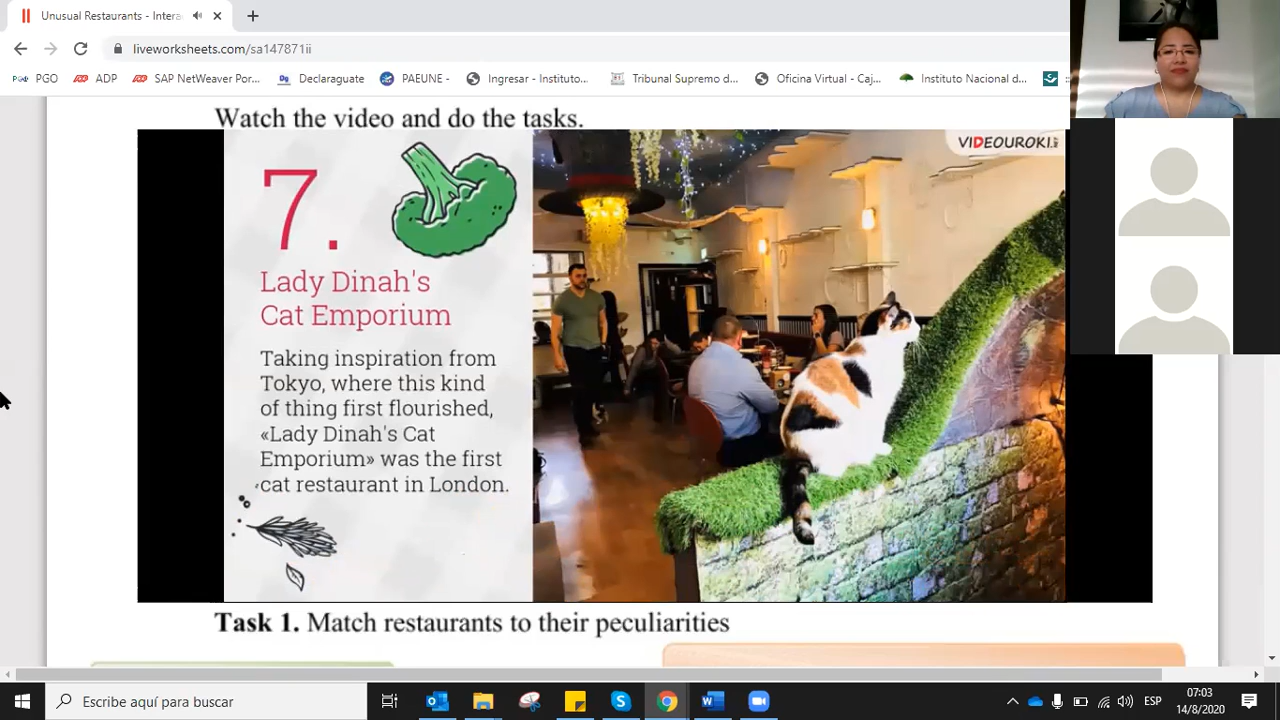 Unusual Restaurants - Intera
liveworksheets.com/sa147871ii
PGO
ADP
SAP NetWeaver Por...
Declaraguate
PAEUNE -
Ingresar - Instituto...
Tribunal Supremo d...
Oficina Virtual - Caj...
Instituto Nacional d...
Watch the video and do the tasks.
VIDEOUROKI
7.
Lady Dinah's
Cat Emporium
Taking inspiration from
Tokyo, where this kind
of thing first flourished,
«Lady Dinah's Cat
Emporium» was the first
cat restaurant in London.
Task 1. Match restaurants to their peculiarities
Escribe aquí para buscar
ESP
07:03
14/8/2020